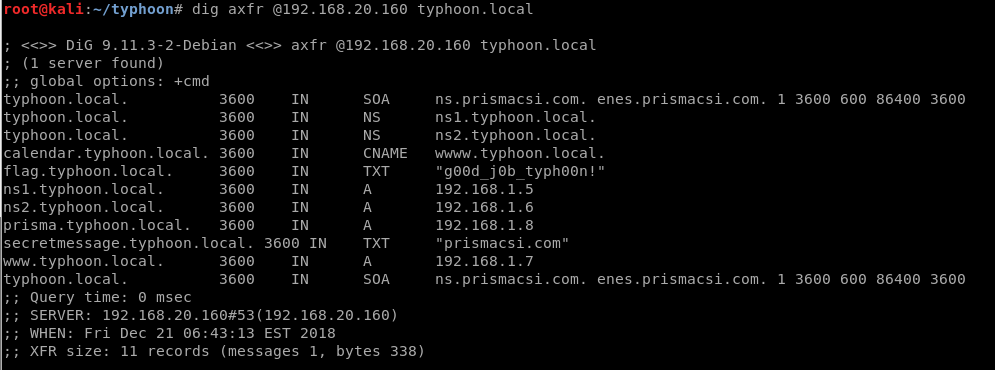 root@kali:~/typhoon# dig axfr @192.168.20.160 typhoon.local

; <<>> DiG 9.11.3-2-Debian <<>> axfr @192.168.20.160 typhoon.local
; (1 server found)
;; global options: +cmd
typhoon.local.          3600    IN      SOA     ns.prismacsi.com. enes.prismacsi.com. 1 3600 600 86400 3600
typhoon.local.          3600    IN      NS      ns1.typhoon.local.
typhoon.local.          3600    IN      NS      ns2.typhoon.local.
calendar.typhoon.local. 3600    IN      CNAME   wwww.typhoon.local.
flag.typhoon.local.     3600    IN      TXT     "g00d_j0b_typh00n!"
ns1.typhoon.local.      3600    IN      A       192.168.1.5
ns2.typhoon.local.      3600    IN      A       192.168.1.6
prisma.typhoon.local.   3600    IN      A       192.168.1.8
secretmessage.typhoon.local. 3600 IN    TXT     "prismacsi.com"
www.typhoon.local.      3600    IN      A       192.168.1.7
typhoon.local.          3600    IN      SOA     ns.prismacsi.com. enes.prismacsi.com. 1 3600 600 86400 3600
;; Query time: 0 msec
;; SERVER: 192.168.20.160#53(192.168.20.160)
;; WHEN: Fri Dec 21 06:43:13 EST 2018
;; XFR size: 11 records (messages 1, bytes 338)